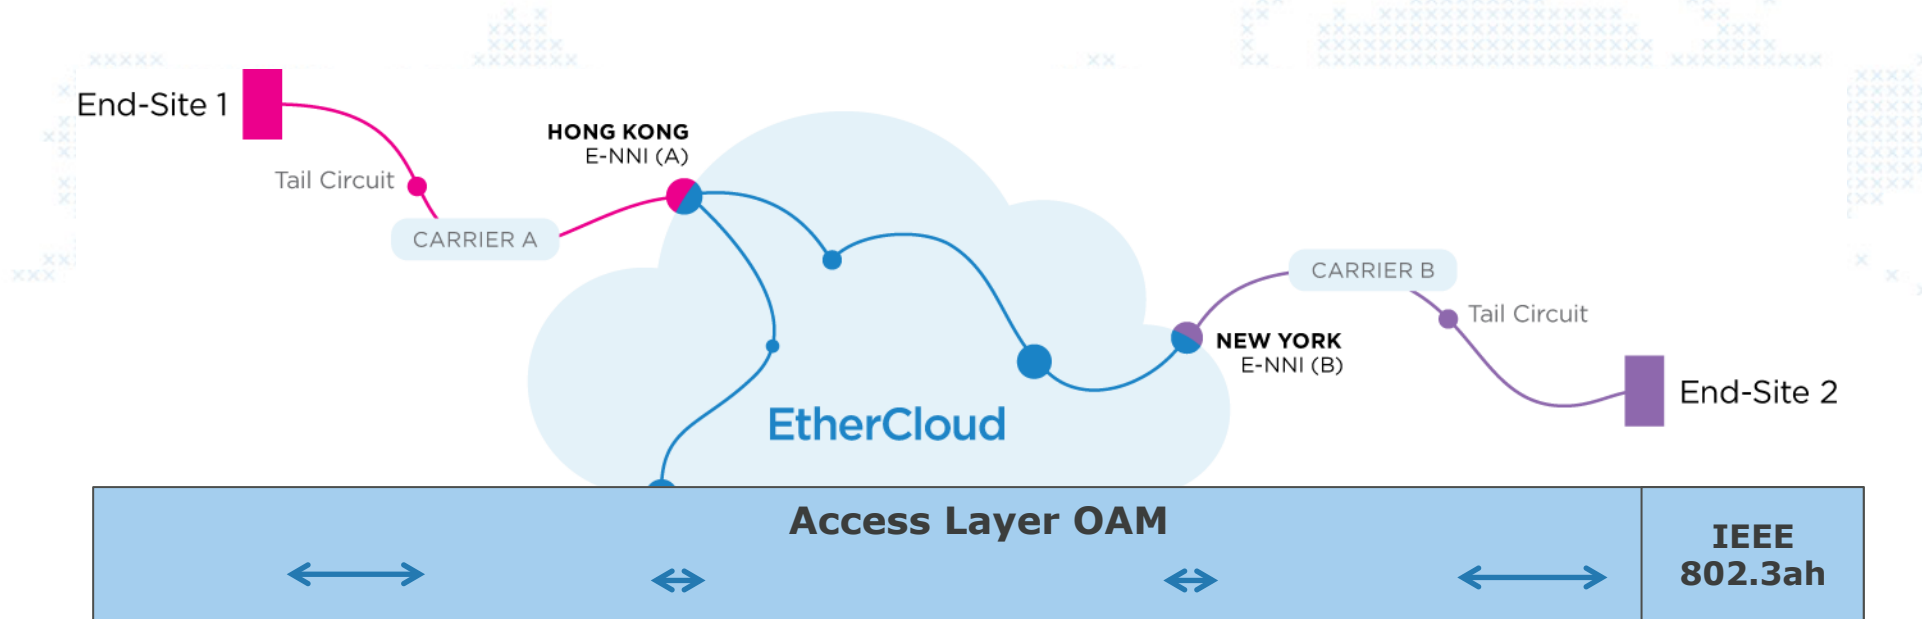 End-Site 1
HONG KONG
E-NNI (A)
Tail Circuit
CARRIER A
CARRIER B
Tail Circuit
NEW YORK
E-NNI (B)
End-Site 2
EtherCloud
Access Layer OAM
IEEE
802.3ah